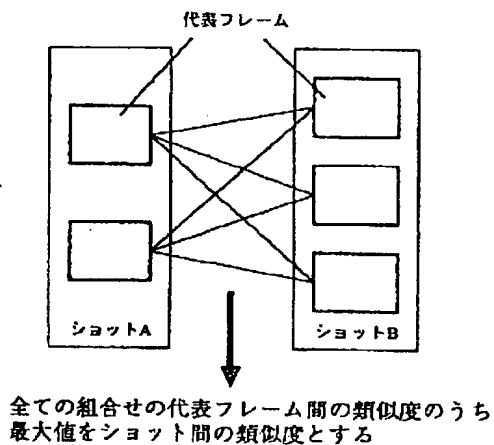 代表フレーム
ショットA
ショットB
全ての組合せの代表フレーム間の類似度のうち
最大値をショット間の類似度とする